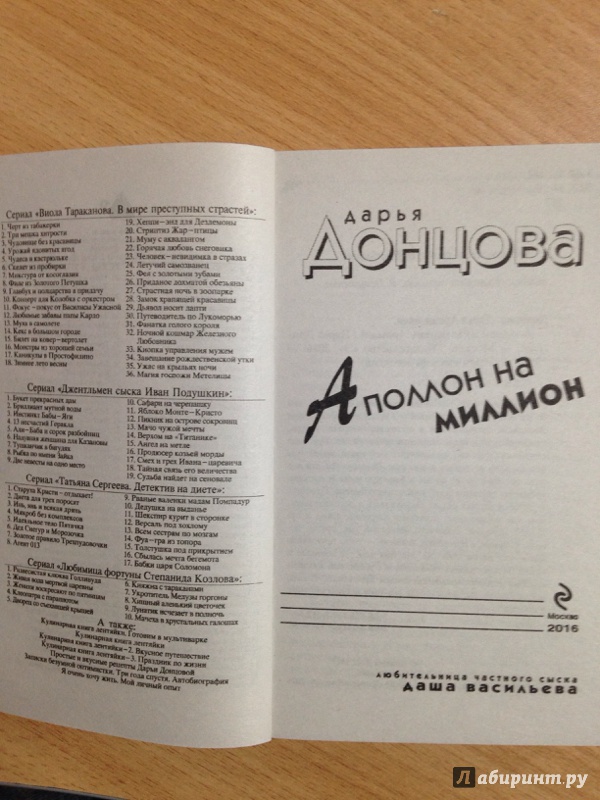 Сериал «Виола Тараканова. В мире преступных страстей»:
1. Черт из табакерки
2. Три мешка хитростей
3. Чудовище без красавицы
4. Урожай ядовитых ягодок
5. Чудеса в кастрюльке
6. Скелет из пробирки
7. Микстура от косоглазия
8. Филе из Золотого Петушка
9. Главбух и полцарства в придачу
10. Концерт для Колобка с оркестром
11. Фокус-покус от Василисы Ужасной
12. Любимые забавы папы Карло
13. Муха в самолете
14. Кекс в большом городе
15. Билет на ковер-вертолет
16. Монстры из хорошей семьи
17. Каникулы в Простофилино
18. Зимнее лето весны
19. Хеппи-энд для Дездемоны
20. Стриптиз Жар-птицы
21. Муму с аквалангом
22. Горячая любовь снеговика
23. Человек-невидимка в стразах
24. Летучий самозванец
25. Фея с золотыми зубами
26. Приданое лохматой обезьяны
27. Страстная ночь в зоопарке
28. Замок храпящей красавицы
29. Дьявол носит лапти
30. Путеводитель по Лукоморью
31. Фанатка голого короля
32. Ночной кошмар Железного
Любовника
33. Кнопка управления мужем
34. Завещание рождественской утки
35. Ужас на крыльях ночи
36. Магия госпожи Метелицы
Сериал «Джентльмен сыска Иван Подушкин»:
1. Букет прекрасных дам
2. Бриллиант мутной воды
3. Инстинкт Бабы-Яги
4. 13 несчастий Геракла
5. Али-Баба и сорок разбойниц
6. Надувная женщина для Казановы
7. Тушканчик в бигудях
8. Рыбка по имени Зайка
9. Две невесты на одно место
10. Сафари на черепашку
11. Яблоко Монте-Кристо
12. Пикник на острове сокровищ
13. Мачо чужой мечты
14. Верхом на «Титанике»
15. Ангел на метле
16. Продюсер козьей морды
17. Смех и грех Ивана-царевича
18. Тайная связь его величества
19. Судьба найдет на сеновале
Сериал «Татьяна Сергеева. Детектив на диете»:
1. Старуха Кристи – отдыхает!
2. Диета для трех поросят
3. Инь, янь и всякая дрянь
4. Микроб без комплексов
5. Идеальное тело Пятачка
6. Дед Снегур и Морозочка
7. Золотое правило Трехпудовочки
8. Агент 013
9. Рваные валенки мадам Помпадур
10. Дедушка на выданье
11. Шекспир курит в сторонке
12. Версаль под хохлому
13. Всем сестрам по мозгам
14. Фуа-гра из топора
15. Толстушка под прикрытием
16. Сбылась мечта бегемота
17. Бабки царя Соломона
Сериал «Любимица фортуны Степанида Козлова»:
1. Развесистая клюква Голливуда
2. Живая вода мертвой царевны
3. Женихи воскресают по пятницам
4. Клеопатра с парашютом
5. Дворец со съехавшей крышей
6. Княжна с тараканами
7. Укротитель Медузы горгоны
8. Хищный аленький цветочек
9. Лунатик исчезает в полночь
10. Мачеха в хрустальных галошах
А также:
Кулинарная книга лентяйки. Готовим в мультиварке
Кулинарная книга лентяйки
Кулинарная книга лентяйки-2. Вкусное путешествие
Кулинарная книга лентяйки-3. Праздник по жизни
Простые и вкусные рецепты Дарьи Донцовой
Записки безумной оптимистки. Три года спустя. Автобиография
Я очень хочу жить. Мой личный опыт
дарья
Донцова
Аполлон на
миллион
Москва
2016
любительница частного сыска
даша васильева
Лабиринт.ру